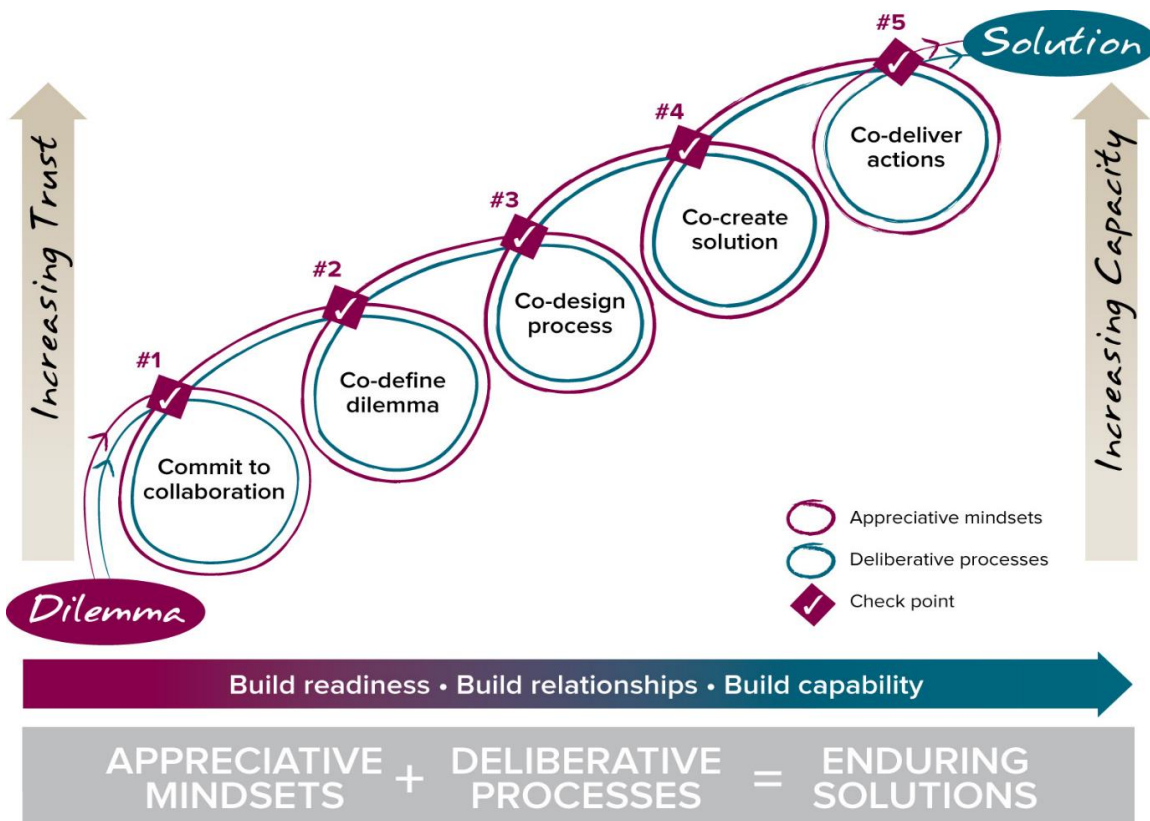 #5
Solution
Co-deliver
actions
#4
Co-create
solution
#3
Co-design
process
#2
Co-define
dilemma
#1
Commit to
collaboration
Increasing Trust
Increasing Capacity
Appreciative mindsets
Deliberative processes
Check point
Dilemma
Build readiness • Build relationships • Build capability
APPRECIATIVE
MINDSETS
+
DELIBERATIVE
PROCESSES
=
ENDURING
SOLUTIONS